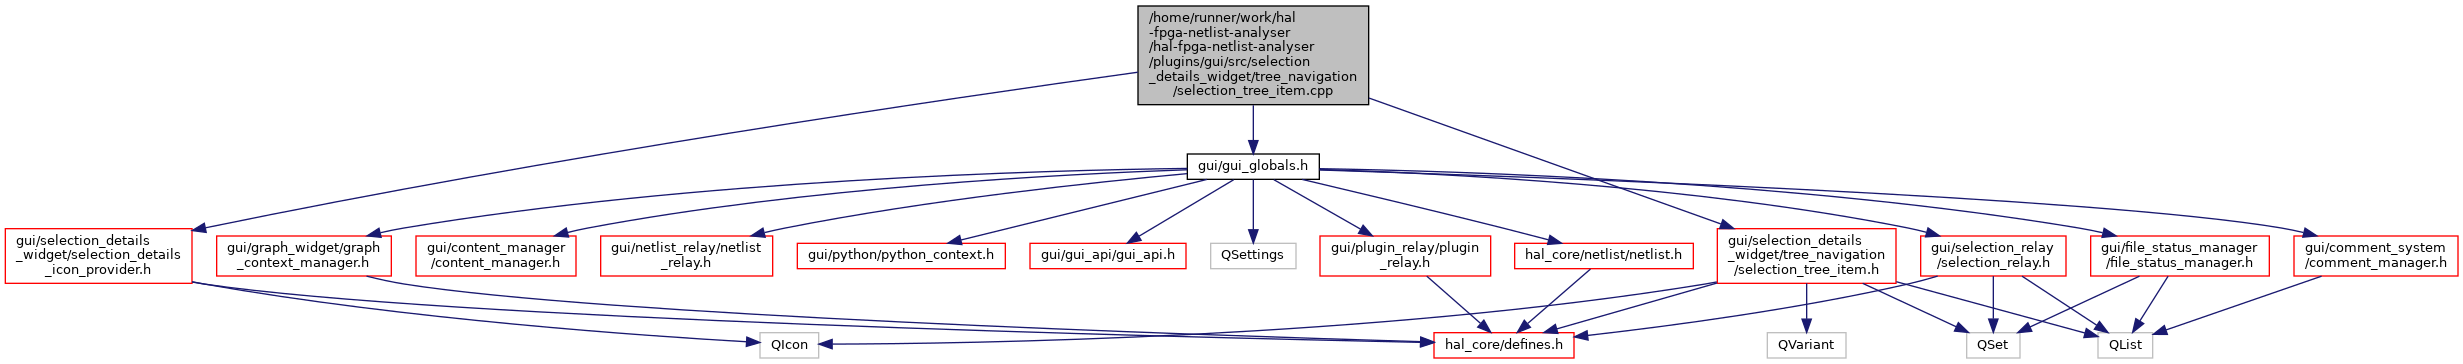 /home/runner/work/hal
-fpga-netlist-analyser
/hal-fpga-netlist-analyser
/plugins/gui/src/selection
_details_widget/tree_navigation
/selection_tree_item.cpp
gui/gui_globals.h
gui/selection_details
_widget/selection_details
_icon_provider.h
gui/graph_widget/graph
_context_manager.h
gui/content_manager
/content_manager.h
gui/netlist_relay/netlist
_relay.h
gui/python/python_context.h
gui/gui_api/gui_api.h
QSettings
gui/plugin_relay/plugin
_relay.h
hal_core/netlist/netlist.h
gui/selection_details
_widget/tree_navigation
/selection_tree_item.h
gui/selection_relay
/selection_relay.h
gui/file_status_manager
/file_status_manager.h
gui/comment_system
/comment_manager.h
QIcon
hal_core/defines.h
QVariant
QSet
QList